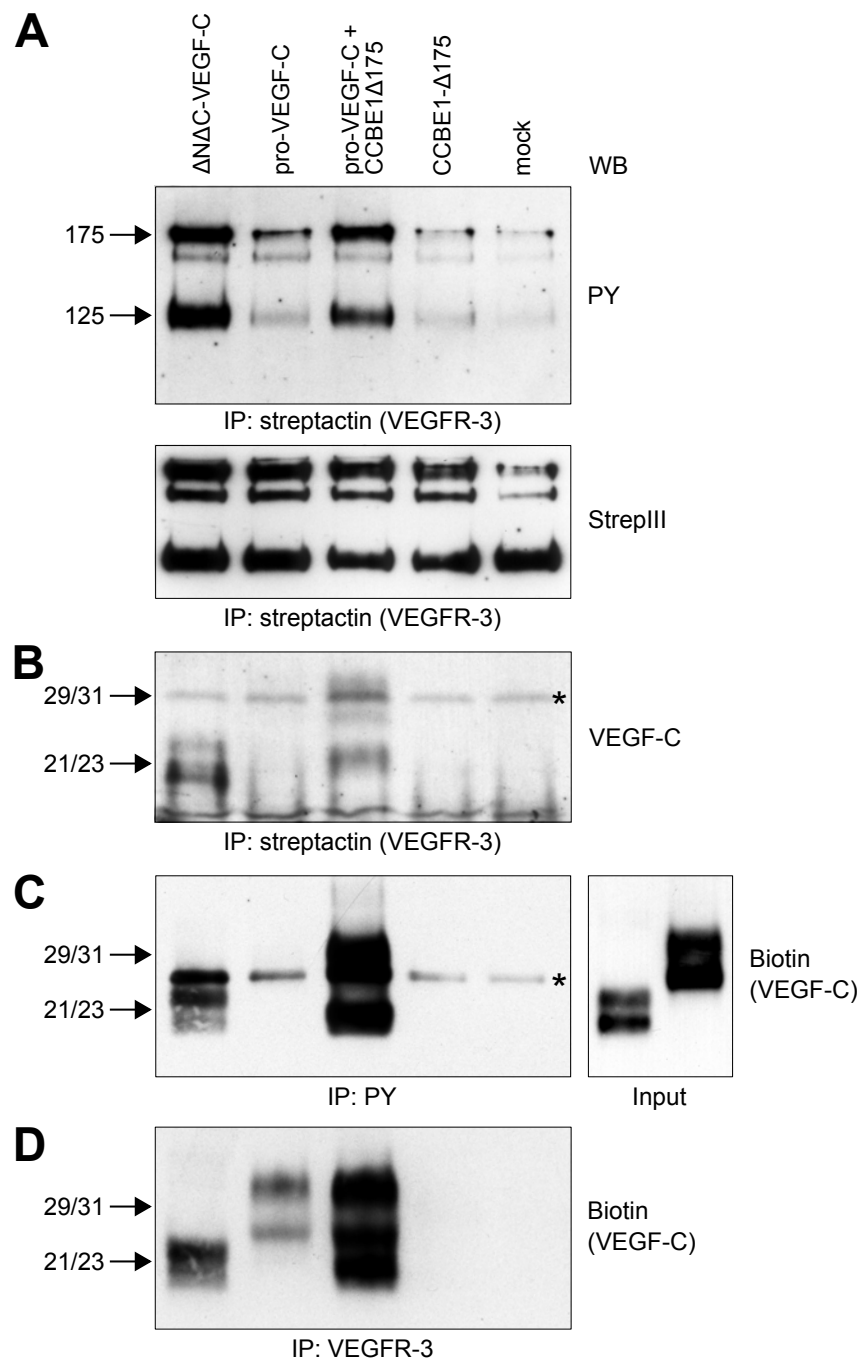 A
ΔNΔC-VEGF-C
pro-VEGF-C
pro-VEGF-C +
CCBE1Δ175
CCBE1-Δ175
mock
WB
175
125
PY
IP: streptactin (VEGFR-3)
StrepIII
IP: streptactin (VEGFR-3)
B
29/31
*
21/23
VEGF-C
IP: streptactin (VEGFR-3)
C
29/31
*
21/23
Biotin
(VEGF-C)
IP: PY
Input
D
29/31
21/23
Biotin
(VEGF-C)
IP: VEGFR-3